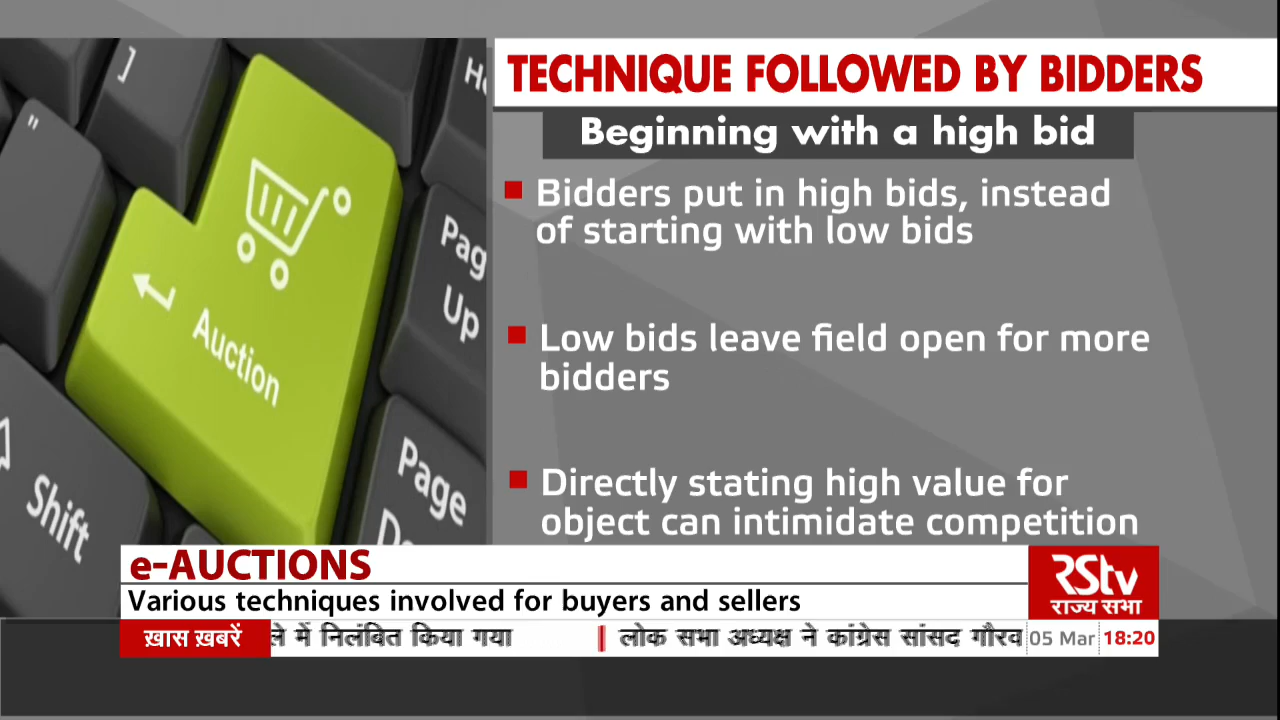 TECHNIQUE FOLLOWED BY BIDDERS
Beginning with a high bid
Bidders put in high bids, instead
of starting with low bids
Low bids leave field open for more
bidders
Directly stating high value for
object can intimidate competition
]
"
Pag
Up
Auction
Shift
Page
e-AUCTIONS
Various techniques involved for buyers and sellers
RStv
राज्य सभा
ख़ास ख़बरें
ले में निलंबित किया गया
लोक सभा अध्यक्ष ने कांग्रेस सांसद गौरव
05 Mar
18:20